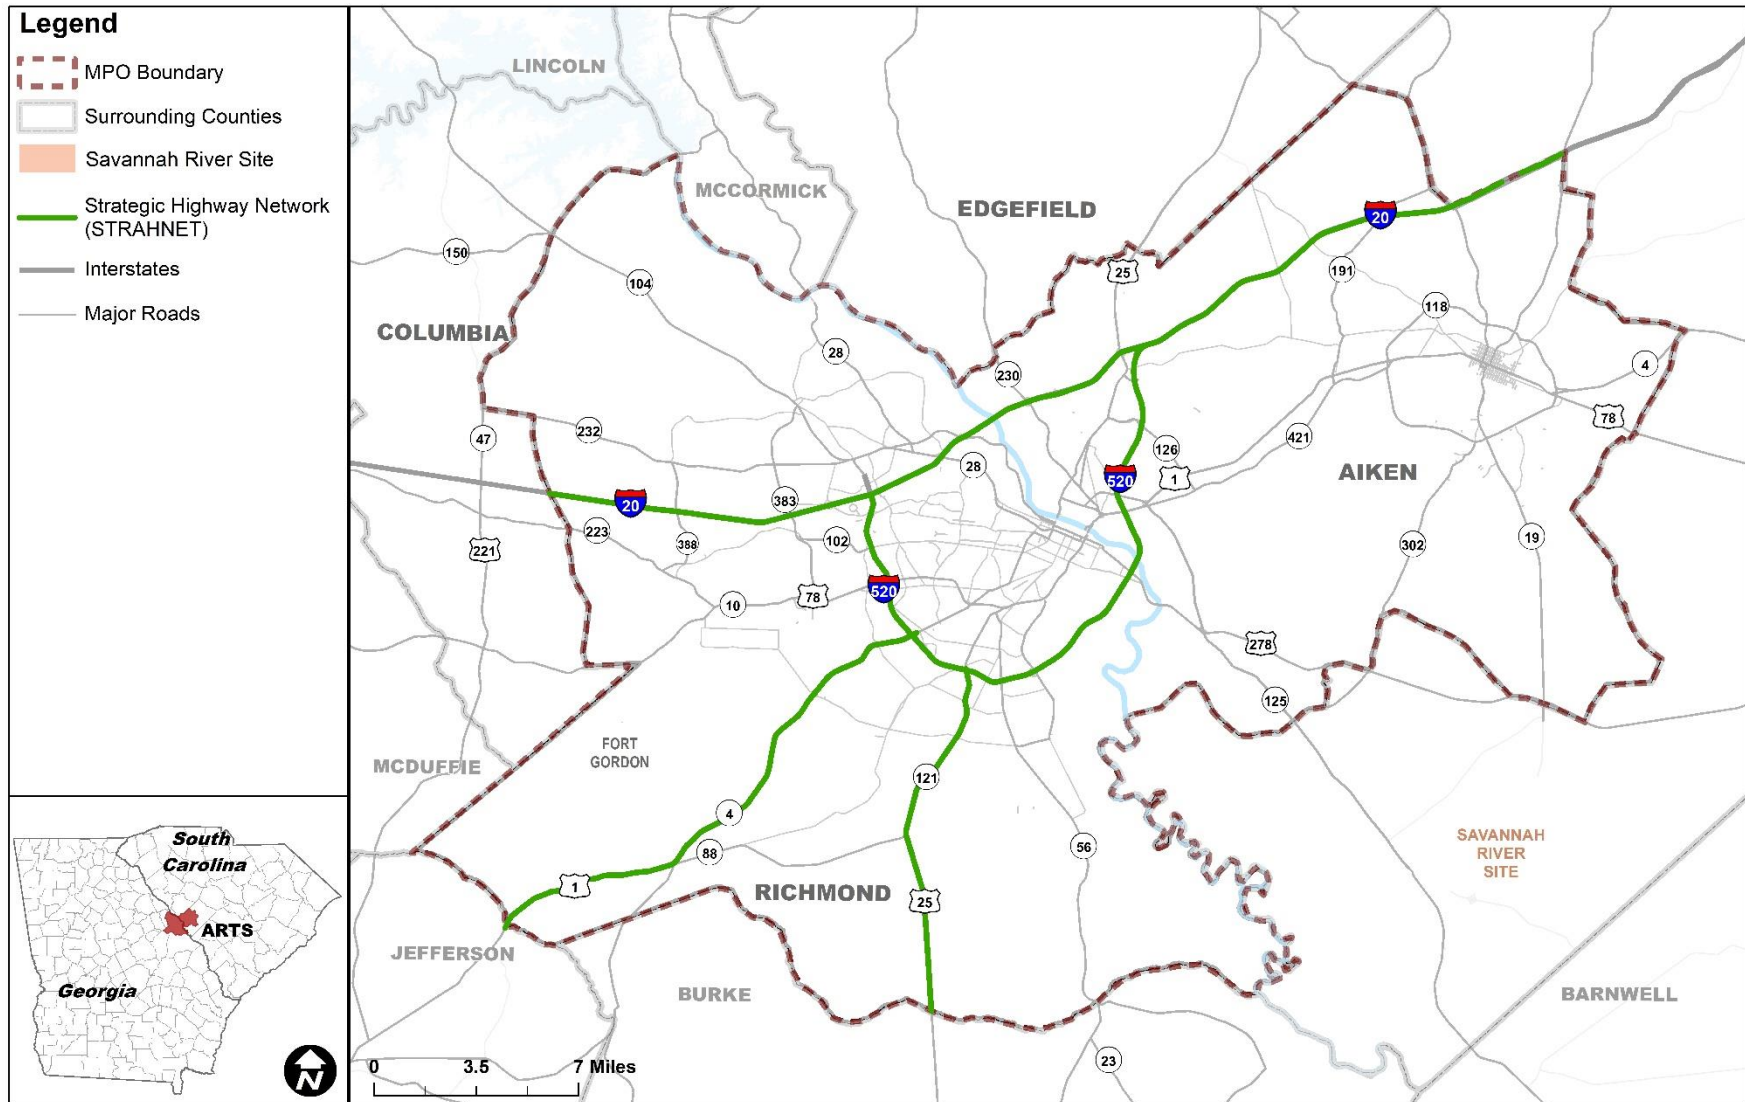 Legend
MPO Boundary
Surrounding Counties
Savannah River Site
Strategic Highway Network
(STRAHNET)
Interstates
Major Roads
South
Carolina
ARTS
Georgia
N
LINCOLN
MCCORMICK
EDGEFIELD
20
25
150
104
191
118
COLUMBIA
28
230
4
78
47
232
421
126
28
AIKEN
520
1
383
20
223
388
221
102
302
19
520
10
78
278
125
FORT
GORDON
MCDUFFIE
121
4
88
56
SAVANNAH
RIVER
SITE
1
RICHMOND
25
JEFFERSON
BURKE
BARNWELL
23
0 3.5 7 Miles